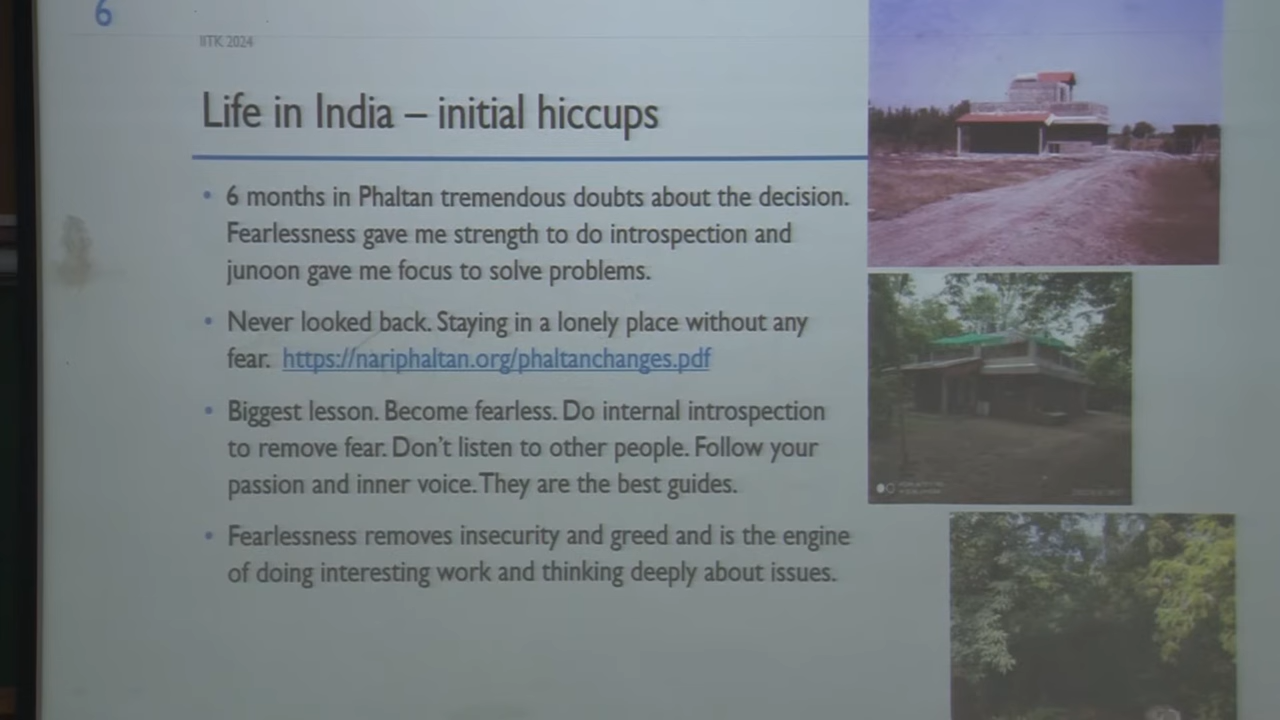 6
IITK 2024
Life in India – initial hiccups
• 6 months in Phaltan tremendous doubts about the decision.
Fearlessness gave me strength to do introspection and
junoon gave me focus to solve problems.
• Never looked back. Staying in a lonely place without any
fear. https://nariphaltan.org/phaltanchanges.pdf
• Biggest lesson. Become fearless. Do internal introspection
to remove fear. Don't listen to other people. Follow your
passion and inner voice. They are the best guides.
• Fearlessness removes insecurity and greed and is the engine
of doing interesting work and thinking deeply about issues.